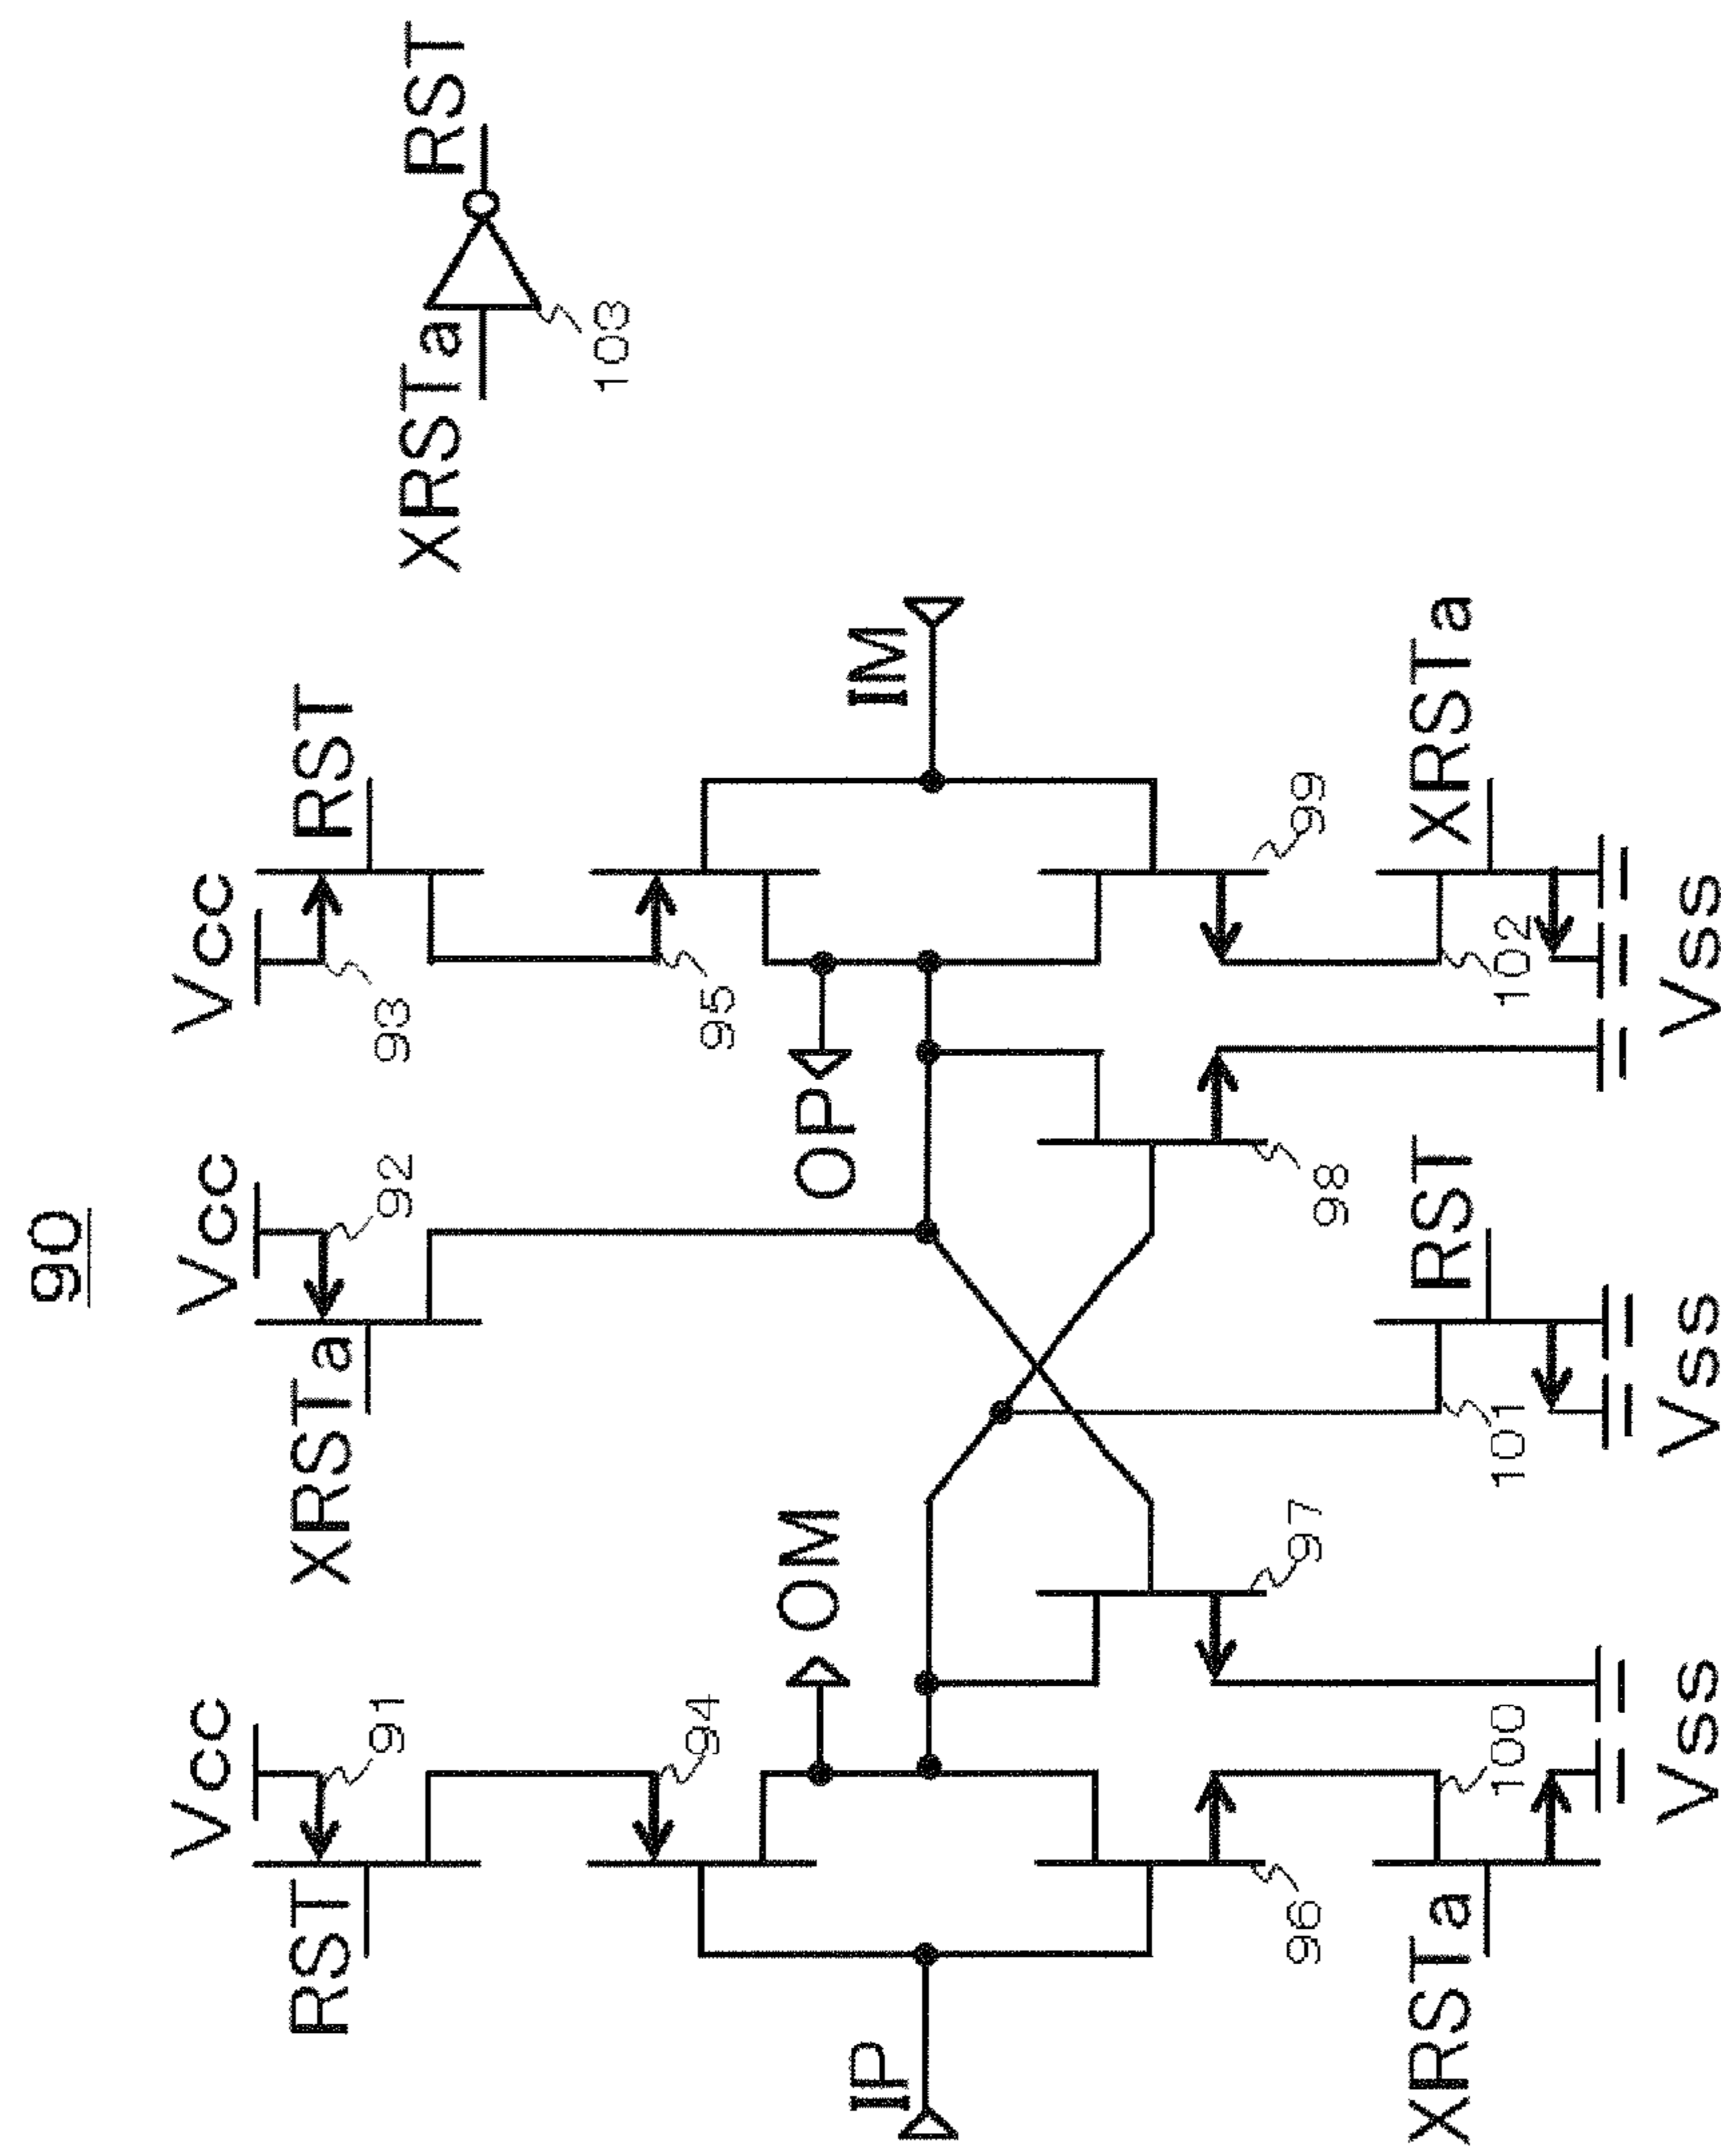 90
Vcc
Vcc
Vcc
RST
XRSTa
RST
91
92
93
XRSTa
RST
103
94
95
OM
OP
IP
IM
96
97
98
99
XRSTa
RST
XRSTa
100
101
102
Vss
Vss
Vss